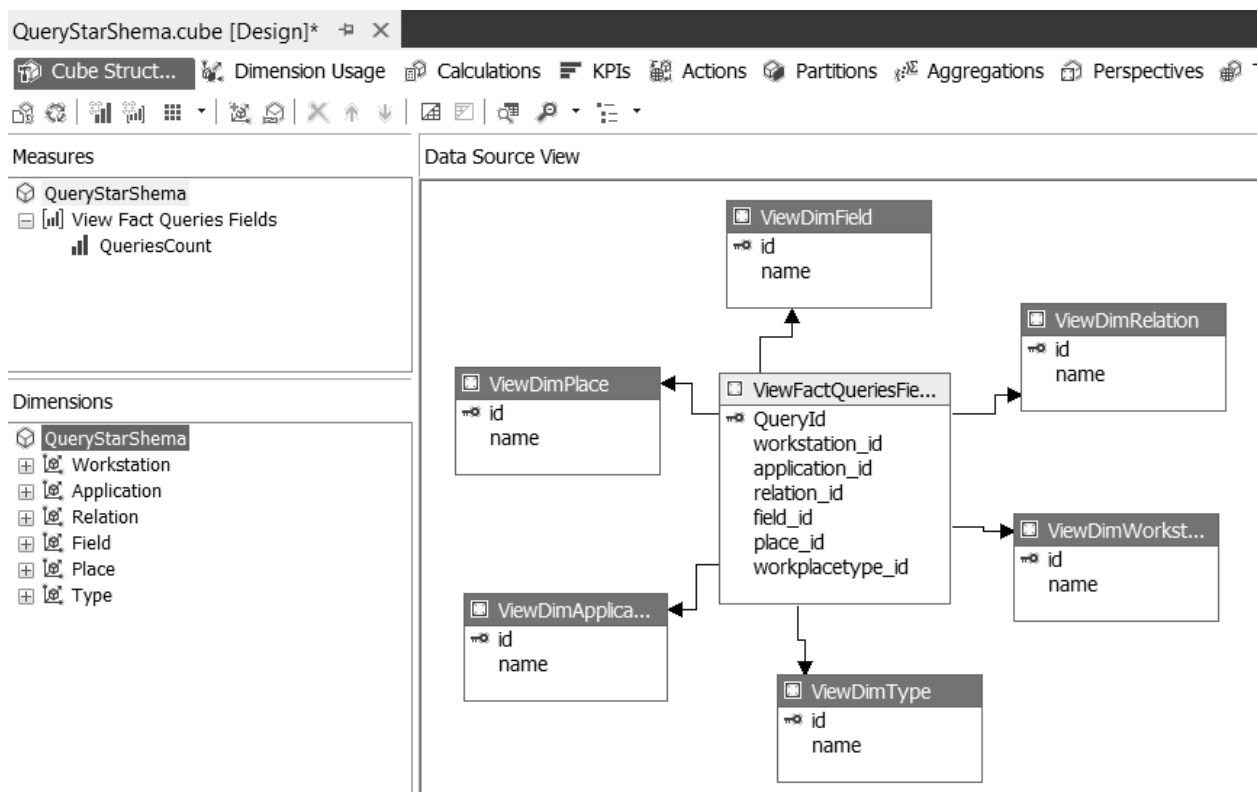 QueryStarShema.cube [Design]*
Cube Struct... Dimension Usage Calculations KPIs Actions Partitions Aggregations Perspectives
Measures
QueryStarShema
View Fact Queries Fields
QueriesCount
Dimensions
QueryStarShema
Workstation
Application
Relation
Field
Place
Type
Data Source View
ViewDimField
id
name
ViewDimRelation
id
name
ViewDimPlace
id
name
ViewFactQueriesFie...
QueryId
workstation_id
application_id
relation_id
field_id
place_id
workplacetype_id
ViewDimWorkst...
id
name
ViewDimApplica...
id
name
ViewDimType
id
name